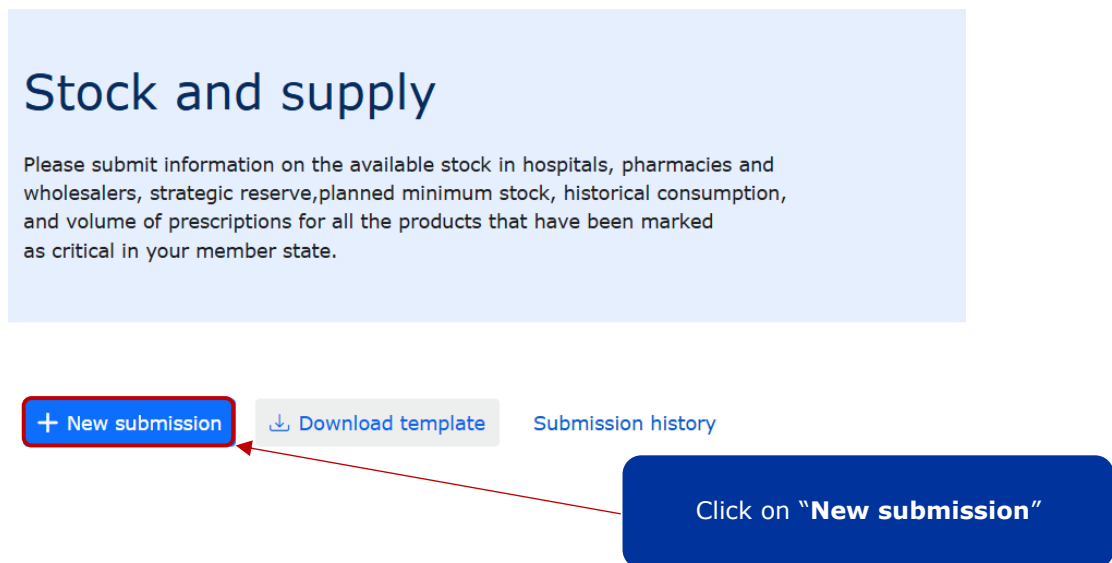 Stock and supply
Please submit information on the available stock in hospitals, pharmacies and
wholesalers, strategic reserve,planned minimum stock, historical consumption,
and volume of prescriptions for all the products that have been marked
as critical in your member state.
+ New submission
Download template
Submission history
Click on “New submission”